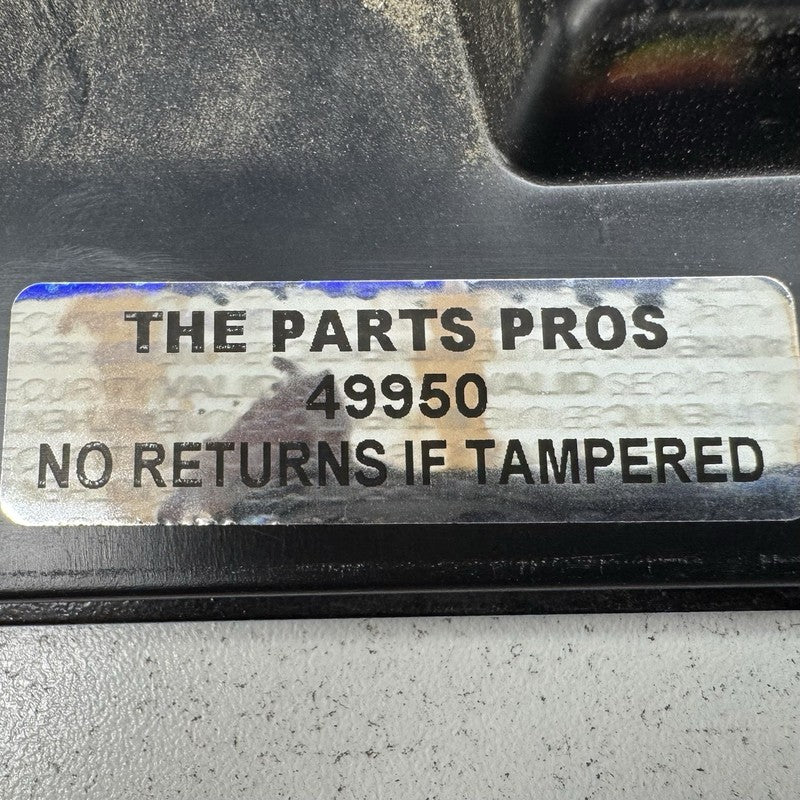 THE PARTS PROS
49950
NO RETURNS IF TAMPERED